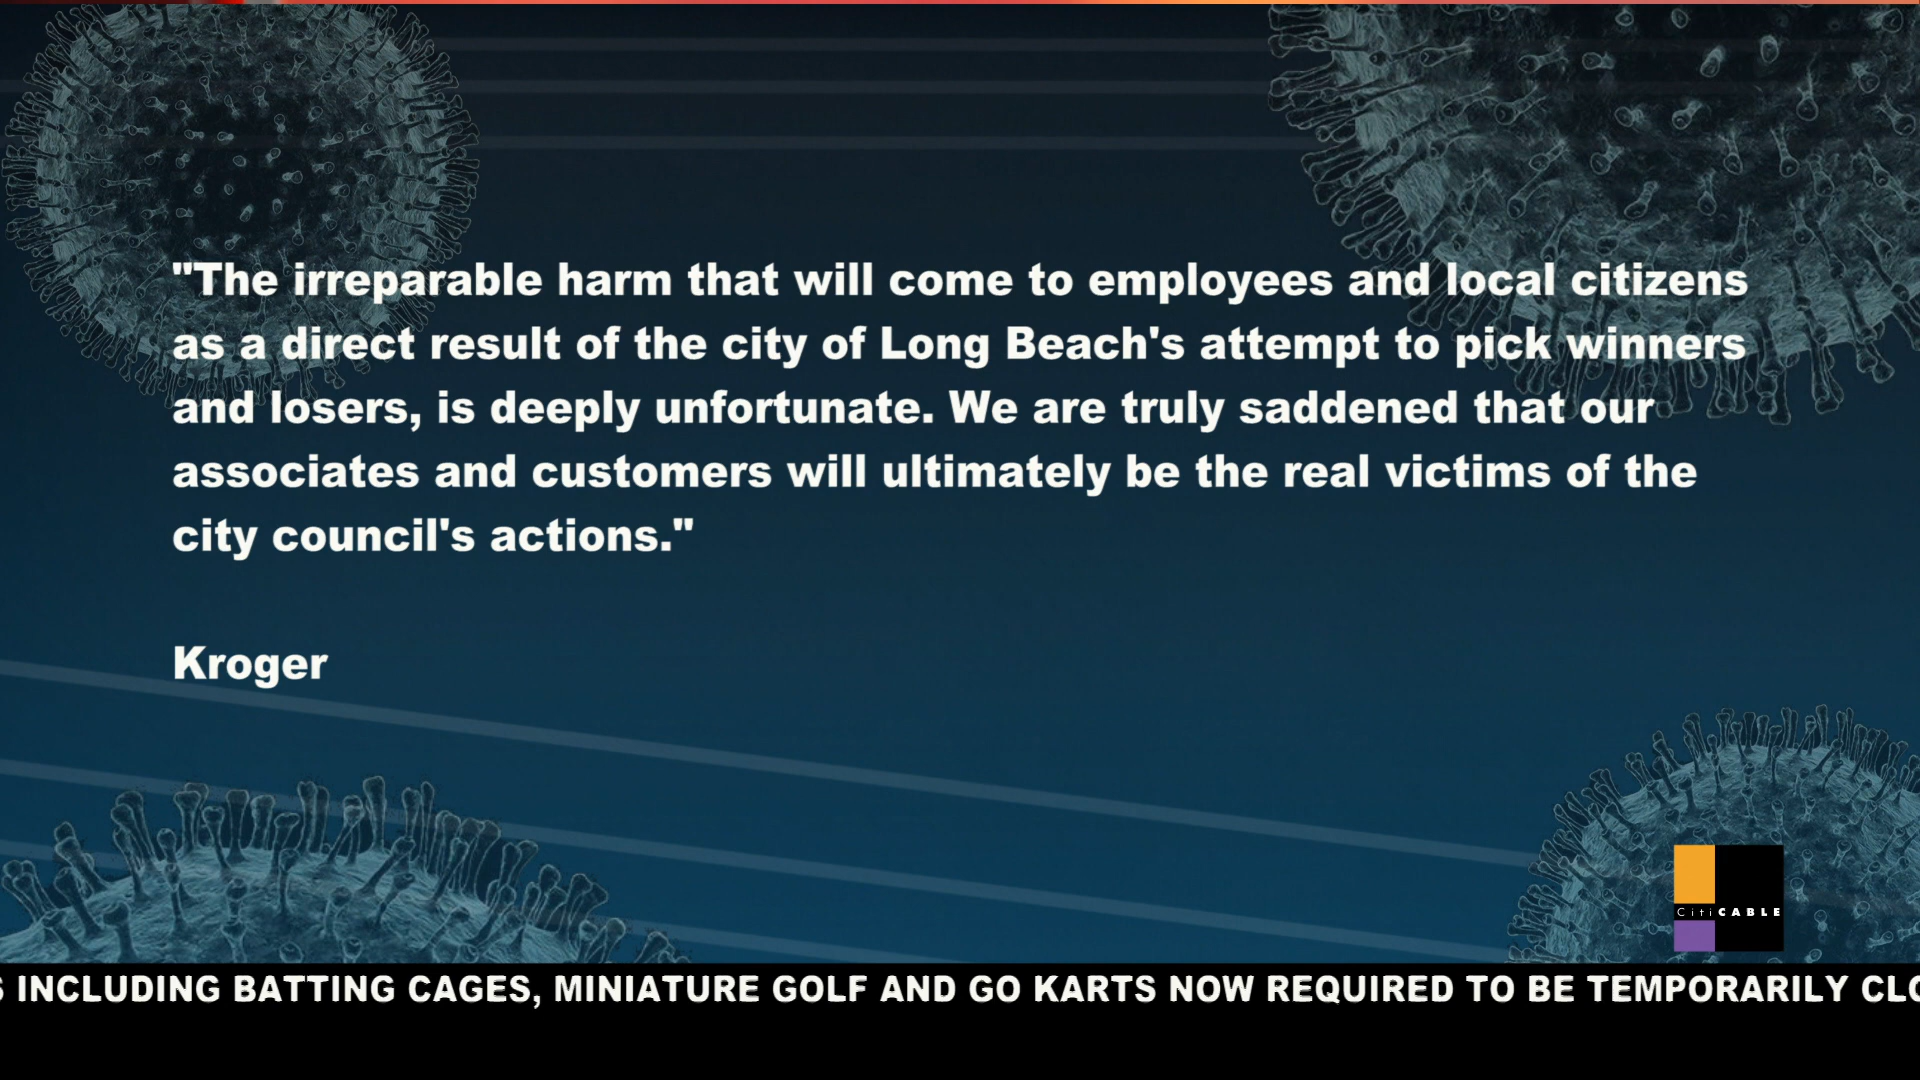 "The irreparable harm that will come to employees and local citizens
as a direct result of the city of Long Beach's attempt to pick winners
and losers, is deeply unfortunate. We are truly saddened that our
associates and customers will ultimately be the real victims of the
city council's actions."
Kroger
CitiCABLE
INCLUDING BATTING CAGES, MINIATURE GOLF AND GO KARTS NOW REQUIRED TO BE TEMPORARILY